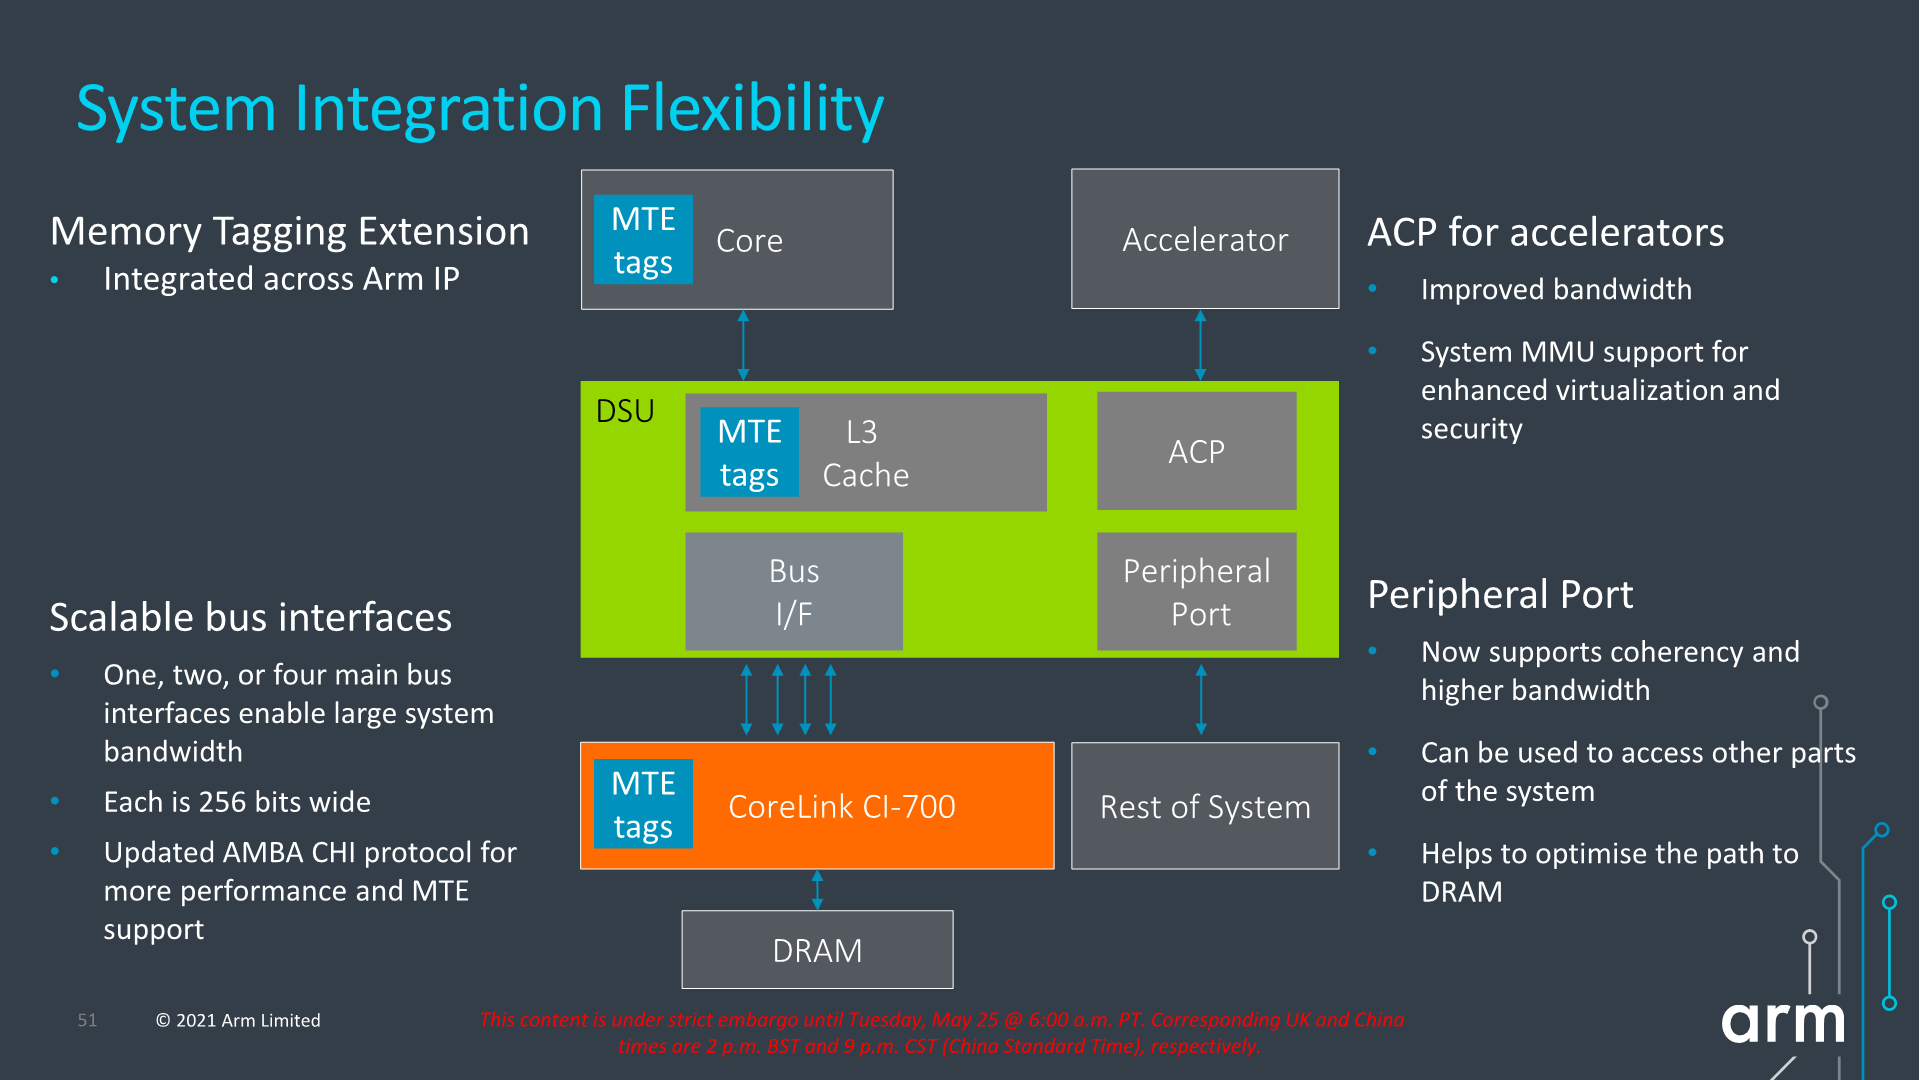 System Integration Flexibility
Memory Tagging Extension
• Integrated across Arm IP
Scalable bus interfaces
• One, two, or four main bus
interfaces enable large system
bandwidth
• Each is 256 bits wide
• Updated AMBA CHI protocol for
more performance and MTE
support
MTE
tags
Core
Accelerator
DSU
MTE
tags
L3
Cache
ACP
Bus
I/F
Peripheral
Port
MTE
tags
CoreLink CI-700
Rest of System
DRAM
ACP for accelerators
• Improved bandwidth
• System MMU support for
enhanced virtualization and
security
Peripheral Port
• Now supports coherency and
higher bandwidth
• Can be used to access other parts
of the system
• Helps to optimise the path to
DRAM
51
© 2021 Arm Limited
This content is under strict embargo until Tuesday, May 25 @ 6:00 a.m. PT. Corresponding UK and China
times are 2 p.m. BST and 9 p.m. CST (China Standard Time), respectively.
arm